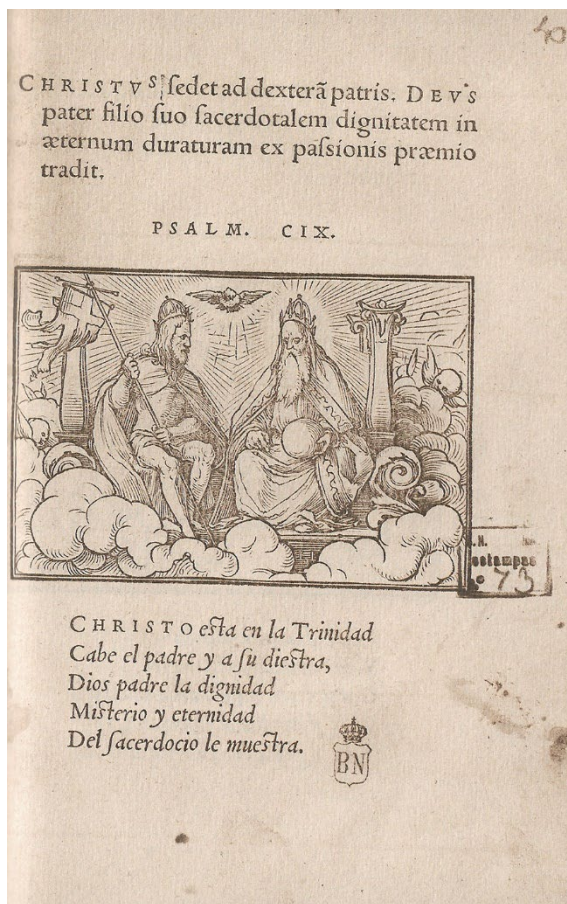 40
CHRISTVS ſedet ad dexterã patris. DEVS
pater filio ſuo ſacerdotalem dignitatem in
æternum duraturam ex paſsionis præmio
tradit.
PSALM. CIX.
B.N.
estampas
73
CHRISTO eſta en la Trinidad
Cabe el padre y a ſu dieſtra,
Dios padre la dignidad
Miſterio y eternidad
Del ſacerdocio le mueſtra.
BN